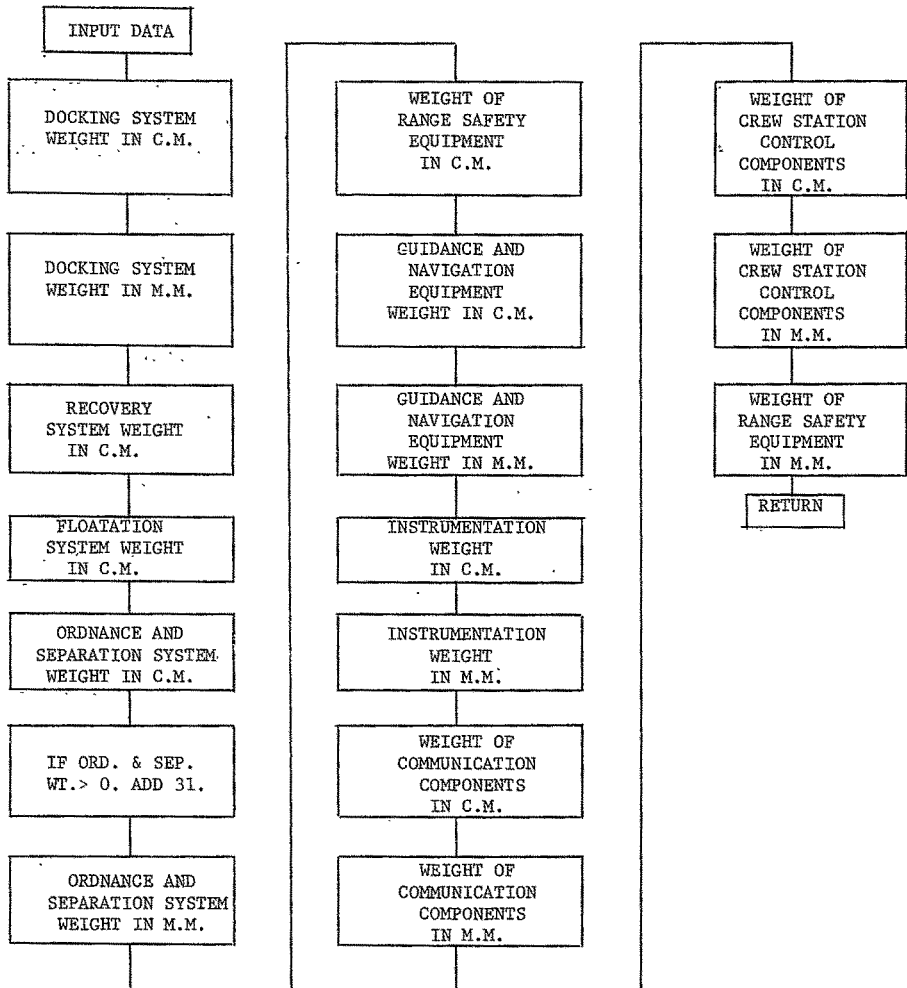 INPUT DATA
DOCKING SYSTEM
WEIGHT IN C.M.
DOCKING SYSTEM
WEIGHT IN M.M.
RECOVERY
SYSTEM WEIGHT
IN C.M.
FLOATATION
SYSTEM WEIGHT
IN C.M.
ORDNANCE AND
SEPARATION SYSTEM
WEIGHT IN C.M.
IF ORD. & SEP.
WT.> 0. ADD 31.
ORDNANCE AND
SEPARATION SYSTEM
WEIGHT IN M.M.
WEIGHT OF
RANGE SAFETY
EQUIPMENT
IN C.M.
GUIDANCE AND
NAVIGATION
EQUIPMENT
WEIGHT IN C.M.
GUIDANCE AND
NAVIGATION
EQUIPMENT
WEIGHT IN M.M.
INSTRUMENTATION
WEIGHT
IN C.M.
INSTRUMENTATION
WEIGHT
IN M.M.
WEIGHT OF
COMMUNICATION
COMPONENTS
IN C.M.
WEIGHT OF
COMMUNICATION
COMPONENTS
IN M.M.
WEIGHT OF
CREW STATION
CONTROL
COMPONENTS
IN C.M.
WEIGHT OF
CREW STATION
CONTROL
COMPONENTS
IN M.M.
WEIGHT OF
RANGE SAFETY
EQUIPMENT
IN M.M.
RETURN